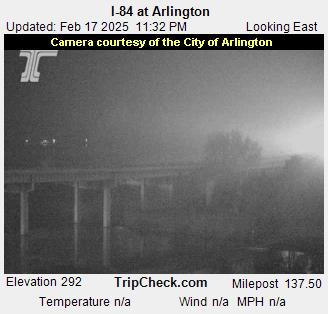 I-84 at Arlington
Updated: Feb 17 2025 11:32 PM Looking East
Camera courtesy of the City of Arlington
Elevation 292 TripCheck.com Milepost 137.50
Temperature n/a Wind n/a MPH n/a